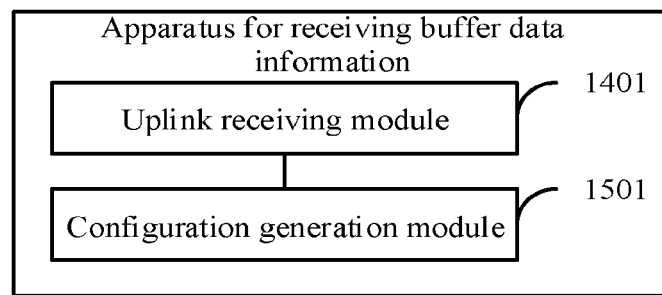 Apparatus for receiving buffer data
information
1401
Uplink receiving module
1501
Configuration generation module